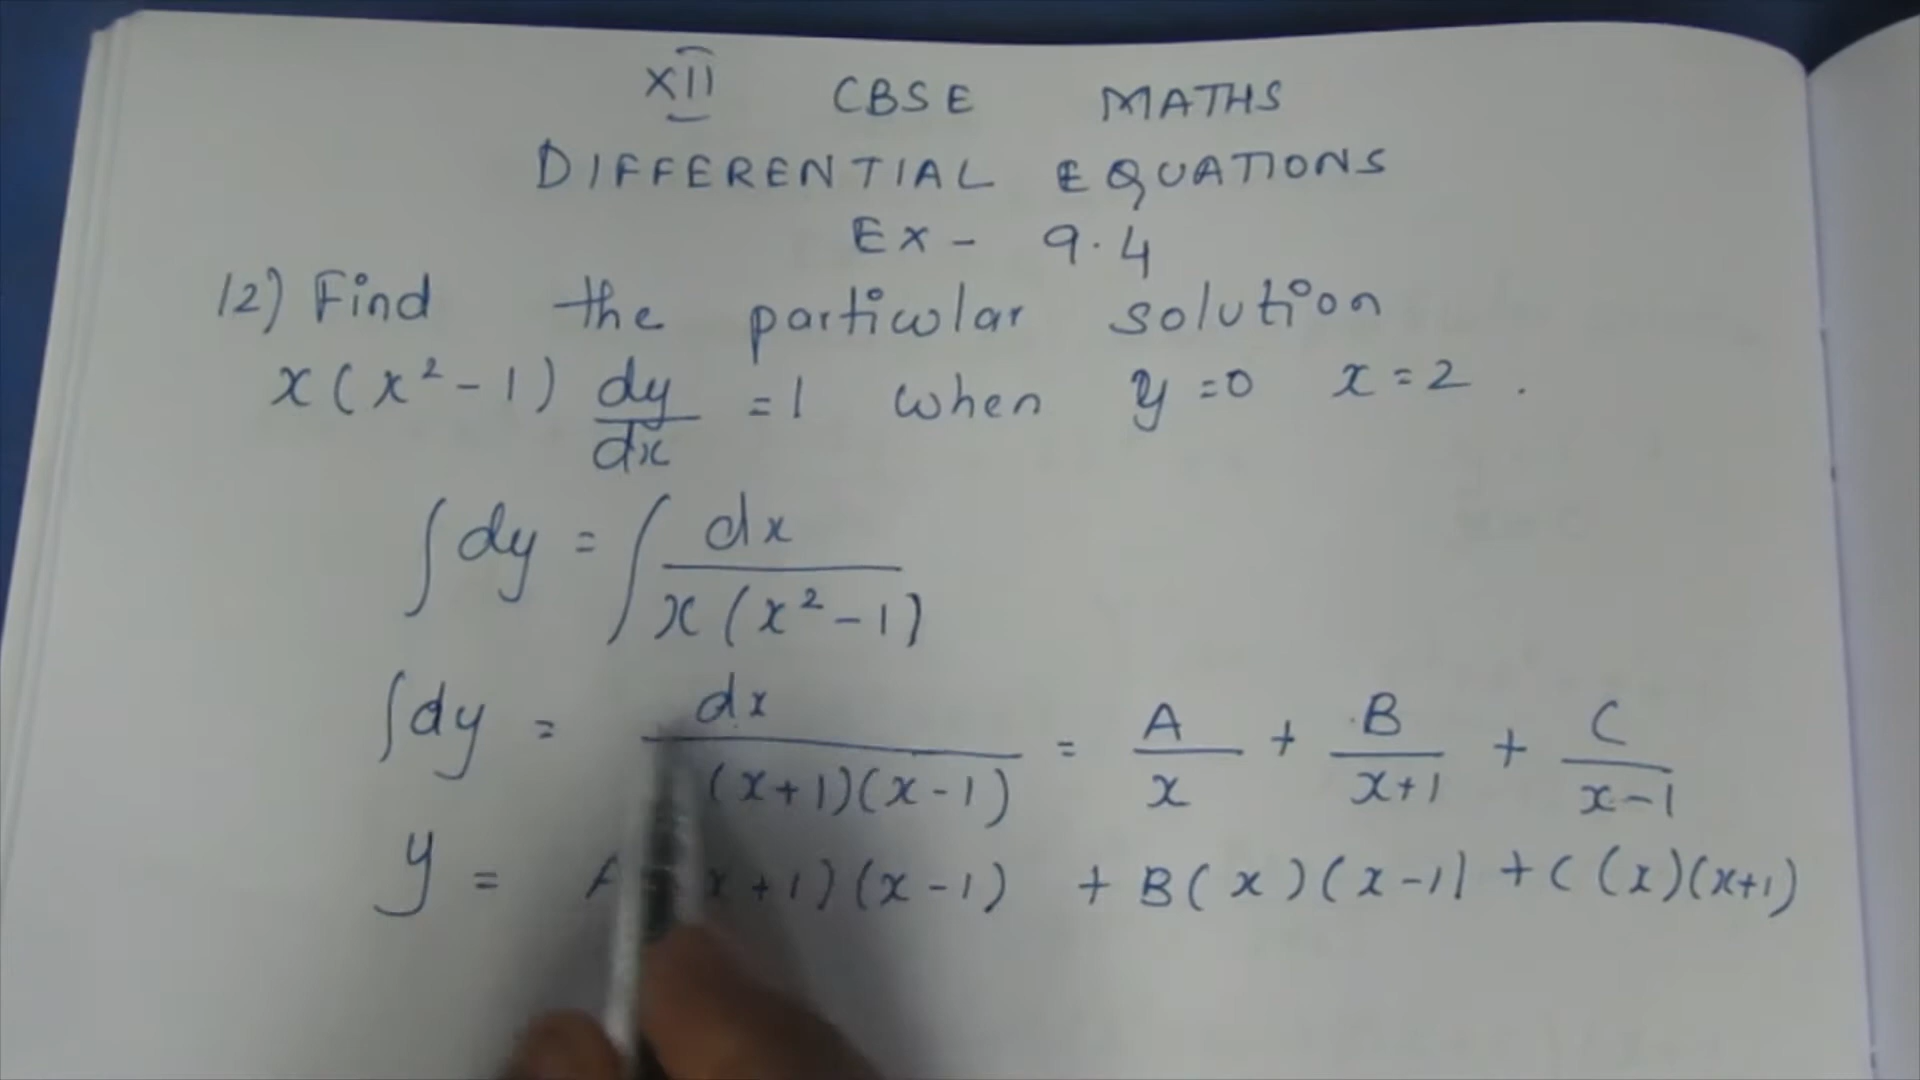 XII CBSE MATHS
DIFFERENTIAL EQUATIONS
Ex - 9.4
12) Find the particular solution
x(x² - 1) dy/dx = 1 when y = 0 x = 2 .
∫ dy = ∫ dx / x(x² - 1)
∫ dy = dx / (x+1)(x-1) = A/x + B/x+1 + C/x-1
y = A x+1)(x-1) + B(x)(x-1) + C(x)(x+1)